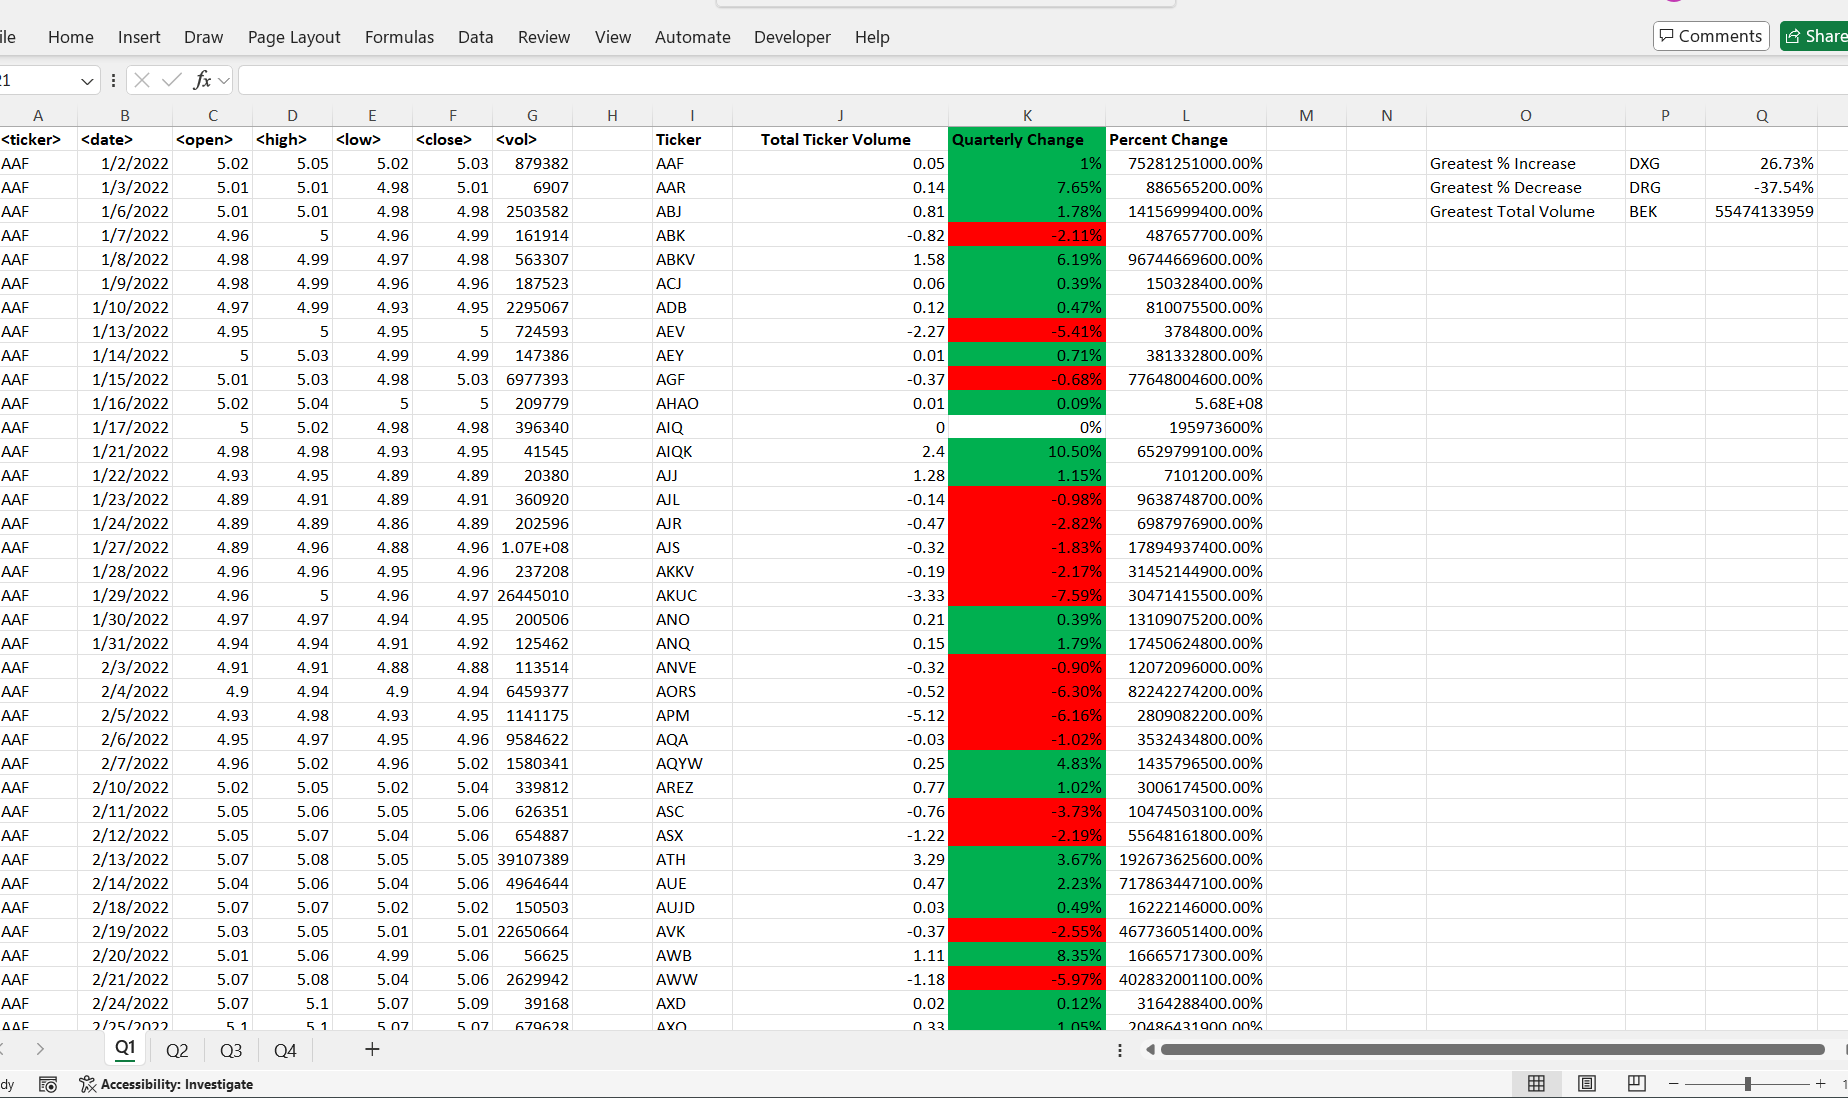 ile Home Insert Draw Page Layout Formulas Data Review View Automate Developer Help Comments Share
21 fx
A B C D E F G H I J K L M N O P Q
<ticker> <date> <open> <high> <low> <close> <vol> Ticker Total Ticker Volume Quarterly Change Percent Change
AAF 1/2/2022 5.02 5.05 5.02 5.03 879382 AAF 0.05 1% 75281251000.00% Greatest % Increase DXG 26.73%
AAF 1/3/2022 5.01 5.01 4.98 5.01 6907 AAR 0.14 7.65% 886565200.00% Greatest % Decrease DRG -37.54%
AAF 1/6/2022 5.01 5.01 4.98 4.98 2503582 ABJ 0.81 1.78% 14156999400.00% Greatest Total Volume BEK 55474133959
AAF 1/7/2022 4.96 5 4.96 4.99 161914 ABK -0.82 -2.11% 487657700.00%
AAF 1/8/2022 4.98 4.99 4.97 4.98 563307 ABKV 1.58 6.19% 96744669600.00%
AAF 1/9/2022 4.98 4.99 4.96 4.96 187523 ACJ 0.06 0.39% 150328400.00%
AAF 1/10/2022 4.97 4.99 4.93 4.95 2295067 ADB 0.12 0.47% 810075500.00%
AAF 1/13/2022 4.95 5 4.95 5 724593 AEV -2.27 -5.41% 3784800.00%
AAF 1/14/2022 5 5.03 4.99 4.99 147386 AEY 0.01 0.71% 381332800.00%
AAF 1/15/2022 5.01 5.03 4.98 5.03 6977393 AGF -0.37 -0.68% 77648004600.00%
AAF 1/16/2022 5.02 5.04 5 5 209779 AHAO 0.01 0.09% 5.68E+08
AAF 1/17/2022 5 5.02 4.98 4.98 396340 AIQ 0 0% 195973600%
AAF 1/21/2022 4.98 4.98 4.93 4.95 41545 AIQK 2.4 10.50% 6529799100.00%
AAF 1/22/2022 4.93 4.95 4.89 4.89 20380 AJJ 1.28 1.15% 7101200.00%
AAF 1/23/2022 4.89 4.91 4.89 4.91 360920 AJL -0.14 -0.98% 9638748700.00%
AAF 1/24/2022 4.89 4.89 4.86 4.89 202596 AJR -0.47 -2.82% 6987976900.00%
AAF 1/27/2022 4.89 4.96 4.88 4.96 1.07E+08 AJS -0.32 -1.83% 17894937400.00%
AAF 1/28/2022 4.96 4.96 4.95 4.96 237208 AKKV -0.19 -2.17% 31452144900.00%
AAF 1/29/2022 4.96 5 4.96 4.97 26445010 AKUC -3.33 -7.59% 30471415500.00%
AAF 1/30/2022 4.97 4.97 4.94 4.95 200506 ANO 0.21 0.39% 13109075200.00%
AAF 1/31/2022 4.94 4.94 4.91 4.92 125462 ANQ 0.15 1.79% 17450624800.00%
AAF 2/3/2022 4.91 4.91 4.88 4.88 113514 ANVE -0.32 -0.90% 12072096000.00%
AAF 2/4/2022 4.9 4.94 4.9 4.94 6459377 AORS -0.52 -6.30% 82242274200.00%
AAF 2/5/2022 4.93 4.98 4.93 4.95 1141175 APM -5.12 -6.16% 2809082200.00%
AAF 2/6/2022 4.95 4.97 4.95 4.96 9584622 AQA -0.03 -1.02% 3532434800.00%
AAF 2/7/2022 4.96 5.02 4.96 5.02 1580341 AQYW 0.25 4.83% 1435796500.00%
AAF 2/10/2022 5.02 5.05 5.02 5.04 339812 AREZ 0.77 1.02% 3006174500.00%
AAF 2/11/2022 5.05 5.06 5.05 5.06 626351 ASC -0.76 -3.73% 10474503100.00%
AAF 2/12/2022 5.05 5.07 5.04 5.06 654887 ASX -1.22 -2.19% 55648161800.00%
AAF 2/13/2022 5.07 5.08 5.05 5.05 39107389 ATH 3.29 3.67% 192673625600.00%
AAF 2/14/2022 5.04 5.06 5.04 5.06 4964644 AUE 0.47 2.23% 717863447100.00%
AAF 2/18/2022 5.07 5.07 5.02 5.02 150503 AUJD 0.03 0.49% 16222146000.00%
AAF 2/19/2022 5.03 5.05 5.01 5.01 22650664 AVK -0.37 -2.55% 467736051400.00%
AAF 2/20/2022 5.01 5.06 4.99 5.06 56625 AWB 1.11 8.35% 16665717300.00%
AAF 2/21/2022 5.07 5.08 5.04 5.06 2629942 AWW -1.18 -5.97% 402832001100.00%
AAF 2/24/2022 5.07 5.1 5.07 5.09 39168 AXD 0.02 0.12% 3164288400.00%
AAF 2/25/2022 5.1 5.1 5.07 5.07 679628 AXO 0.33 1.05% 20486431900.00%
Q1 Q2 Q3 Q4 +
dy Accessibility: Investigate − + 1